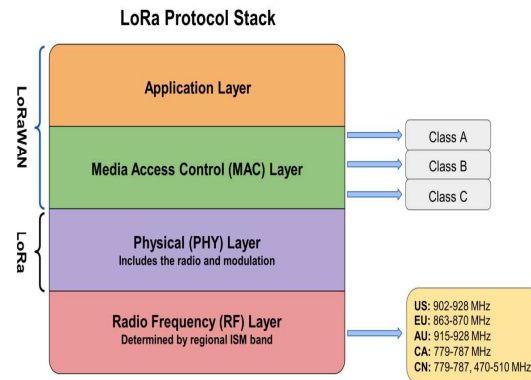 LoRa Protocol Stack
LoRaWAN
Application Layer
Media Access Control (MAC) Layer
Class A
Class B
Class C
LoRa
Physical (PHY) Layer
Includes the radio and modulation
Radio Frequency (RF) Layer
Determined by regional ISM band
US: 902-928 MHz
EU: 863-870 MHz
AU: 915-928 MHz
CA: 779-787 MHz
CN: 779-787, 470-510 MHz